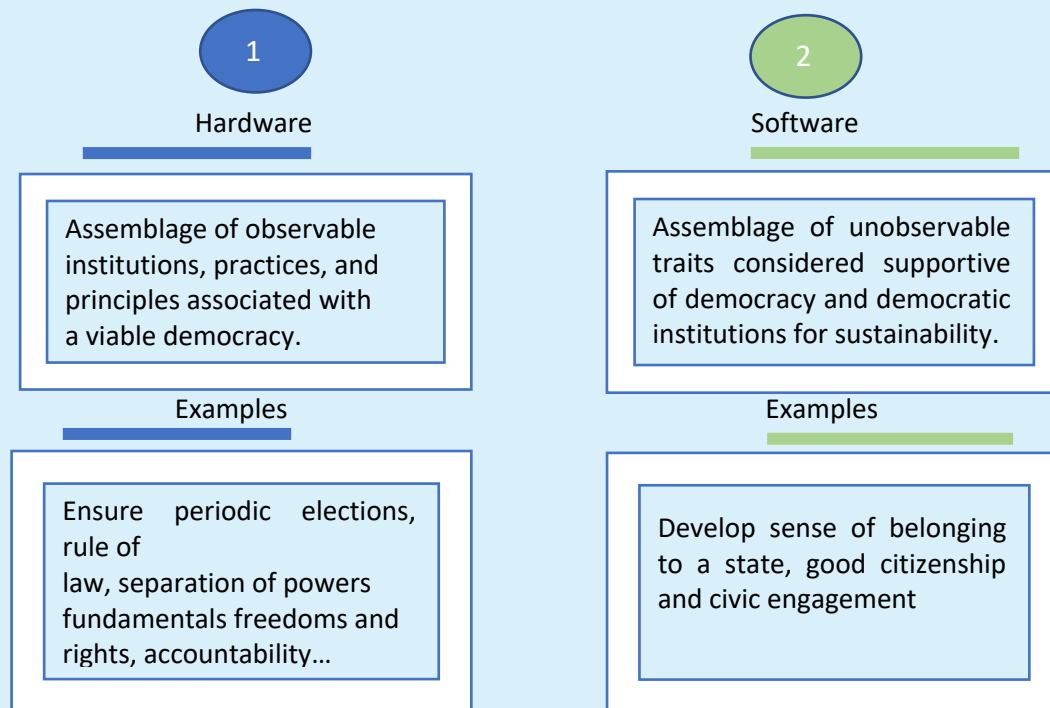 1
Hardware
Assemblage of observable
institutions, practices, and
principles associated with
a viable democracy.
Examples
Ensure periodic elections,
rule of
law, separation of powers
fundamentals freedoms and
rights, accountability…
2
Software
Assemblage of unobservable
traits considered supportive
of democracy and democratic
institutions for sustainability.
Examples
Develop sense of belonging
to a state, good citizenship
and civic engagement